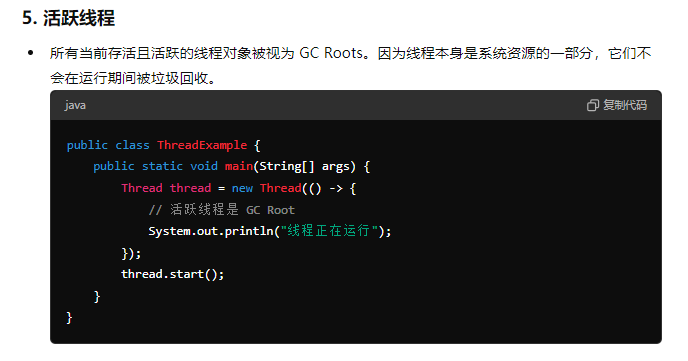 5. 活跃线程
所有当前存活且活跃的线程对象被视为 GC Roots。因为线程本身是系统资源的一部分，它们不
会在运行期间被垃圾回收。
java 复制代码
public class ThreadExample {
    public static void main(String[] args) {
        Thread thread = new Thread(() -> {
            // 活跃线程是 GC Root
            System.out.println("线程正在运行");
        });
        thread.start();
    }
}